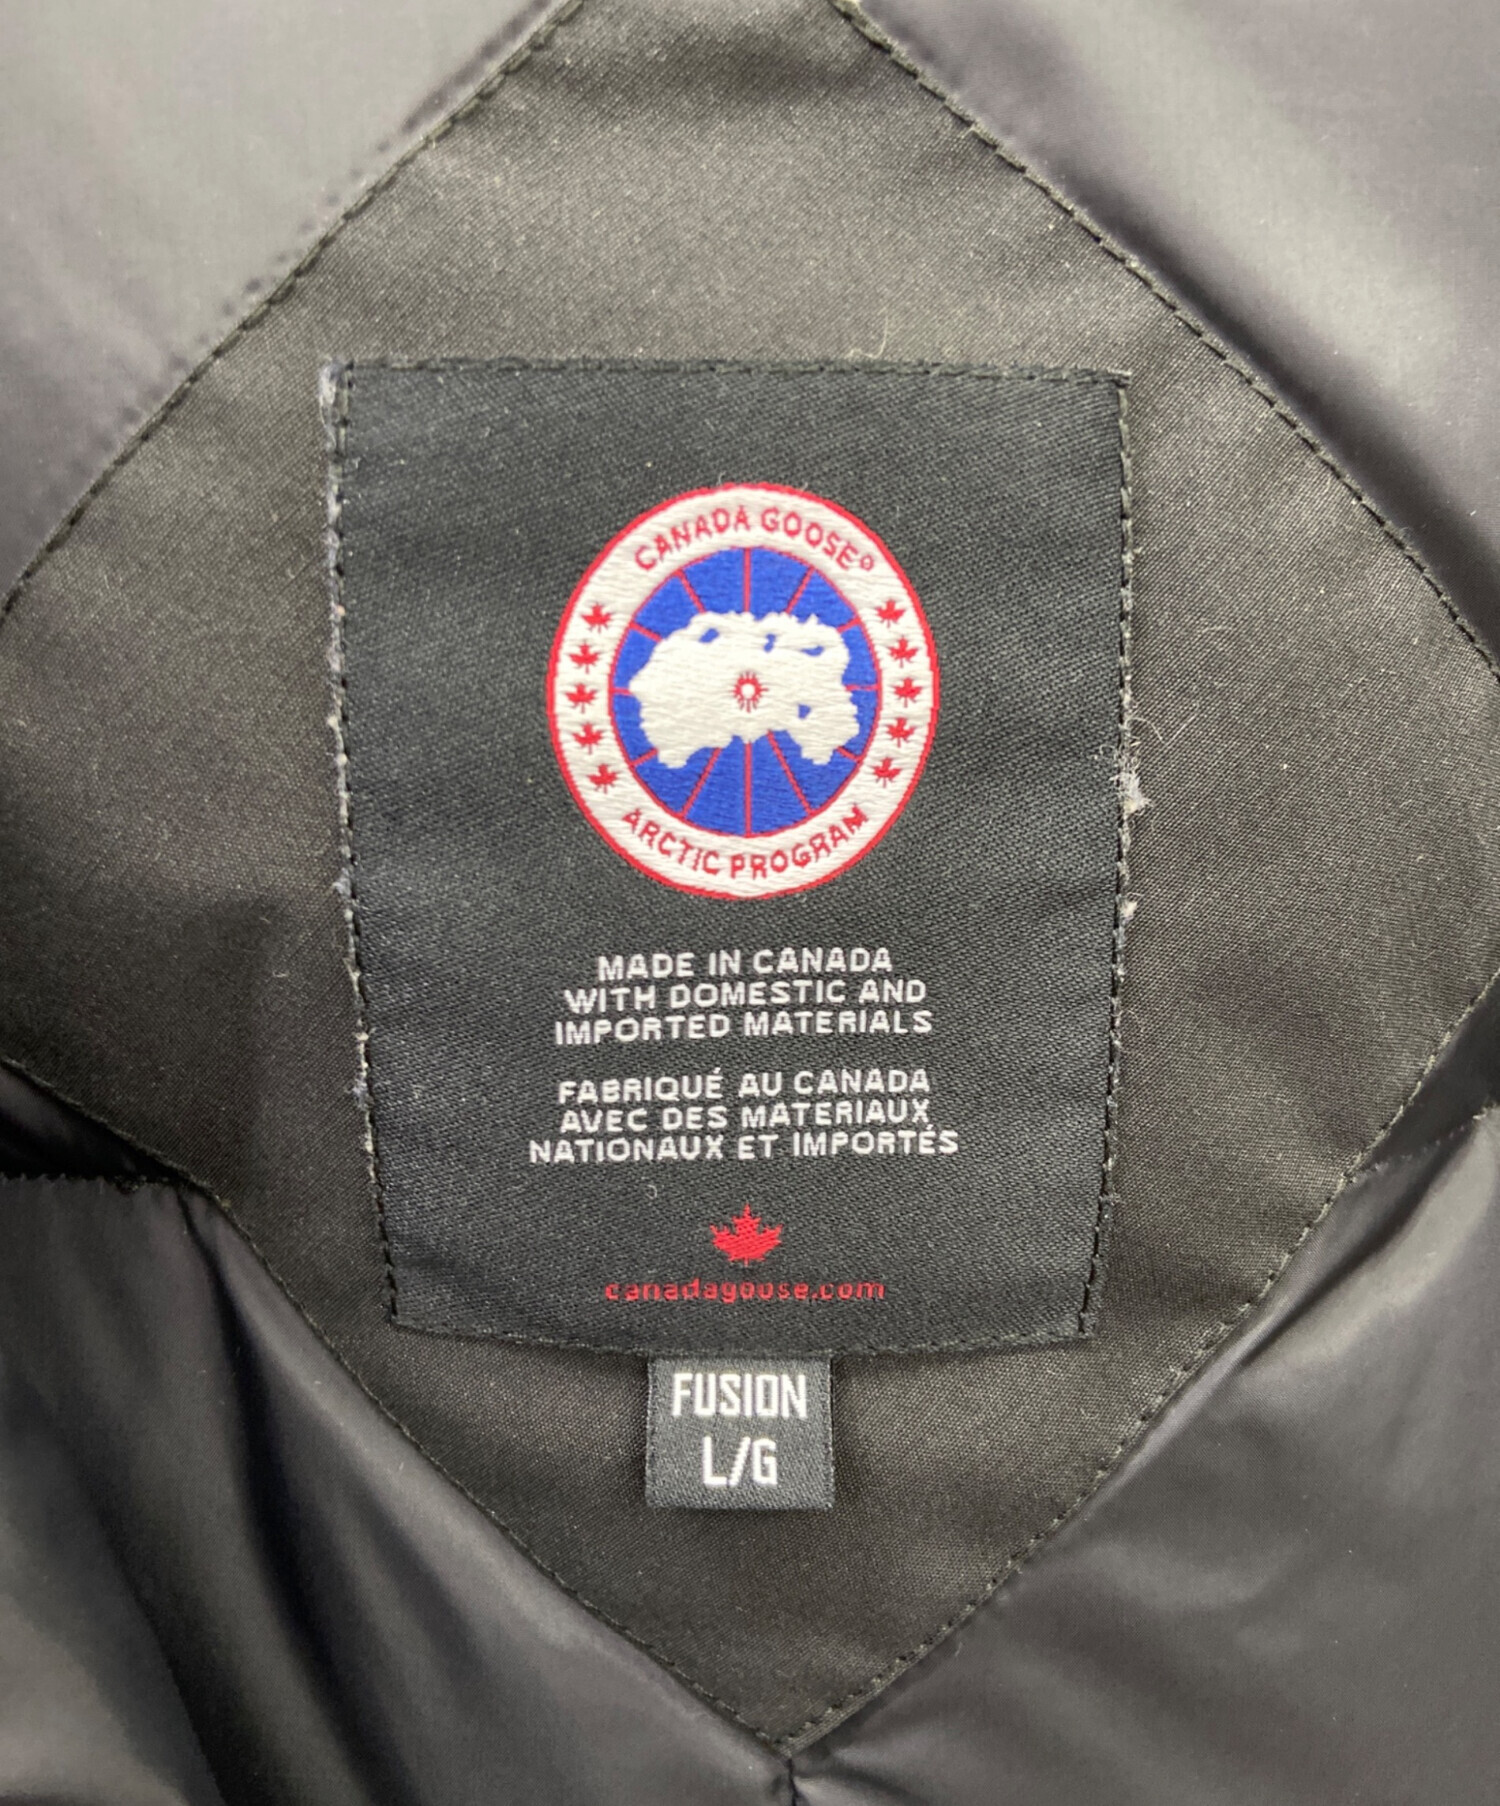 CANADA GOOSE®
ARCTIC PROGRAM
MADE IN CANADA
WITH DOMESTIC AND
IMPORTED MATERIALS
FABRIQUÉ AU CANADA
AVEC DES MATERIAUX
NATIONAUX ET IMPORTÉS
canadagoose.com
FUSION
L/G